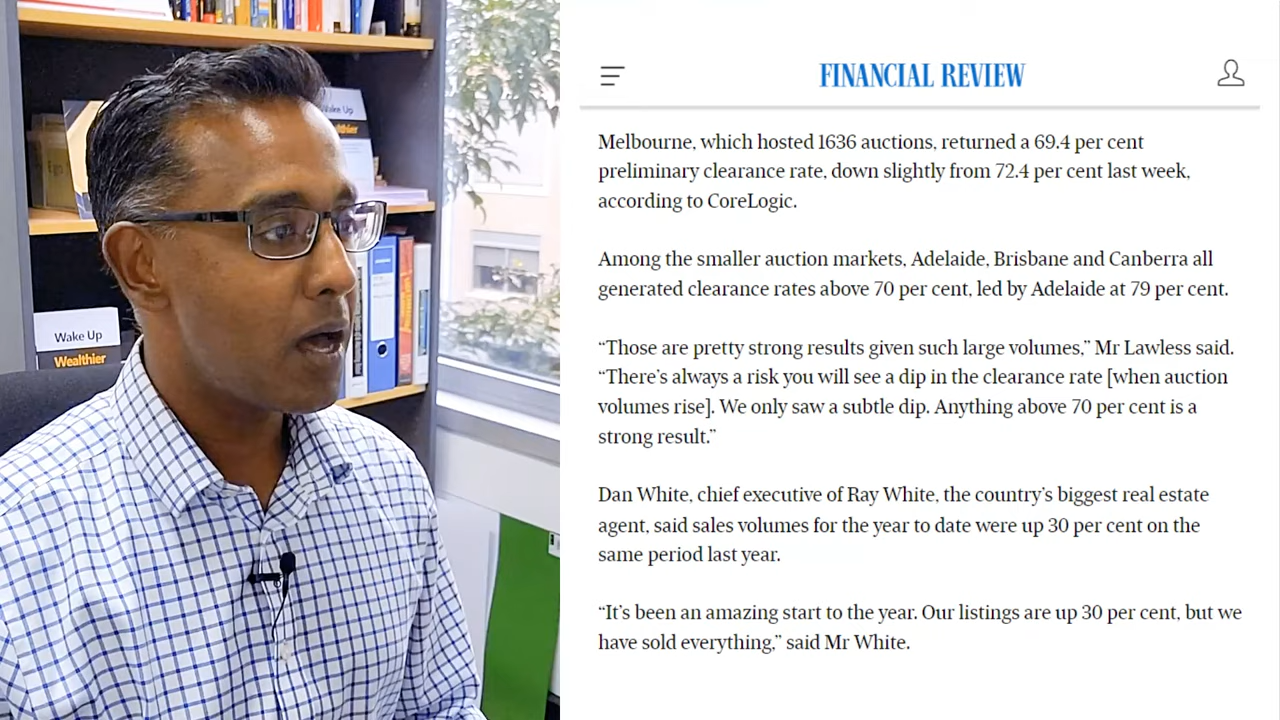 Wake Up
Wealthier
Wake Up
FINANCIAL REVIEW
Melbourne, which hosted 1636 auctions, returned a 69.4 per cent
preliminary clearance rate, down slightly from 72.4 per cent last week,
according to CoreLogic.
Among the smaller auction markets, Adelaide, Brisbane and Canberra all
generated clearance rates above 70 per cent, led by Adelaide at 79 per cent.
“Those are pretty strong results given such large volumes,” Mr Lawless said.
“There’s always a risk you will see a dip in the clearance rate [when auction
volumes rise]. We only saw a subtle dip. Anything above 70 per cent is a
strong result.”
Dan White, chief executive of Ray White, the country’s biggest real estate
agent, said sales volumes for the year to date were up 30 per cent on the
same period last year.
“It’s been an amazing start to the year. Our listings are up 30 per cent, but we
have sold everything,” said Mr White.